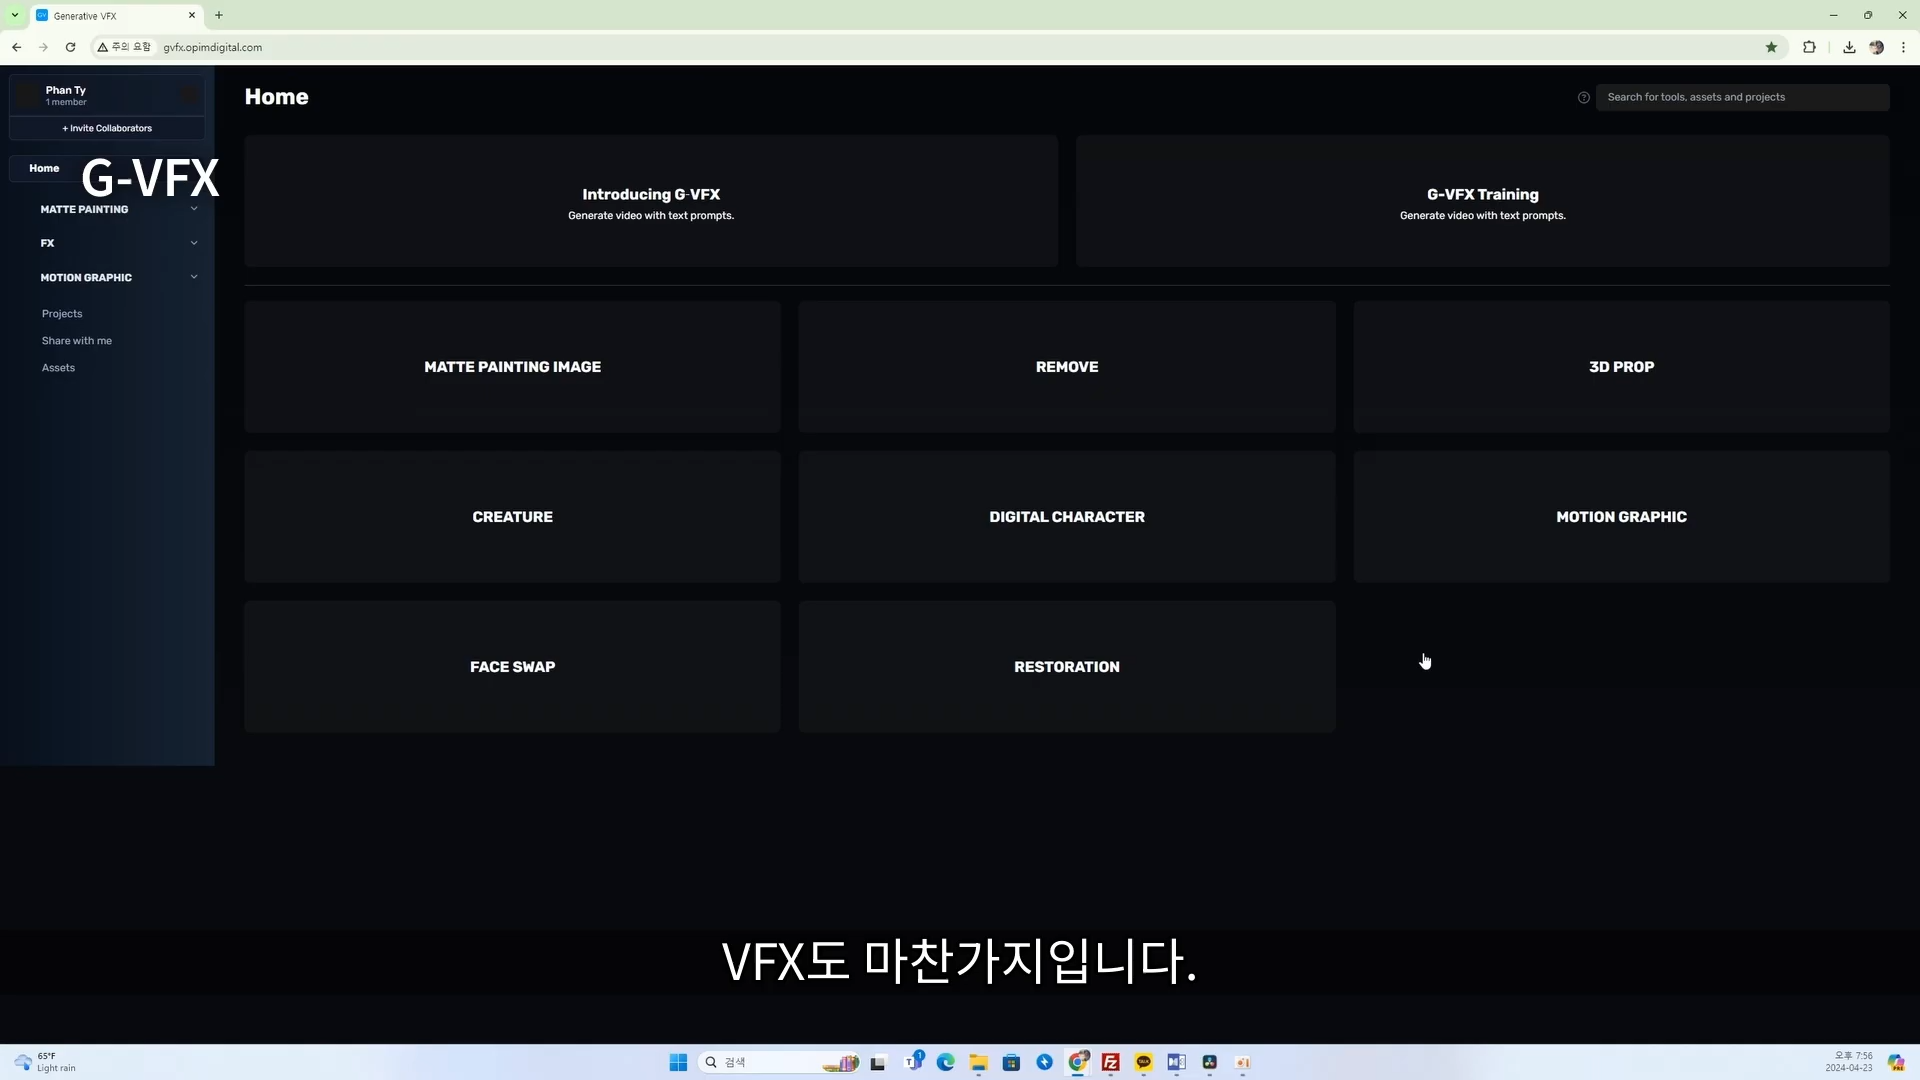 Generative VFX
주의 요함
gvfx.opimdigital.com
Phan Ty
1 member
+ Invite Collaborators
Home
G-VFX
MATTE PAINTING
FX
MOTION GRAPHIC
Projects
Share with me
Assets
Home
Search for tools, assets and projects
Introducing G-VFX
Generate video with text prompts.
G-VFX Training
Generate video with text prompts.
MATTE PAINTING IMAGE
REMOVE
3D PROP
CREATURE
DIGITAL CHARACTER
MOTION GRAPHIC
FACE SWAP
RESTORATION
VFX도 마찬가지입니다.
65°F
Light rain
검색
오후 7:56
2024-04-23